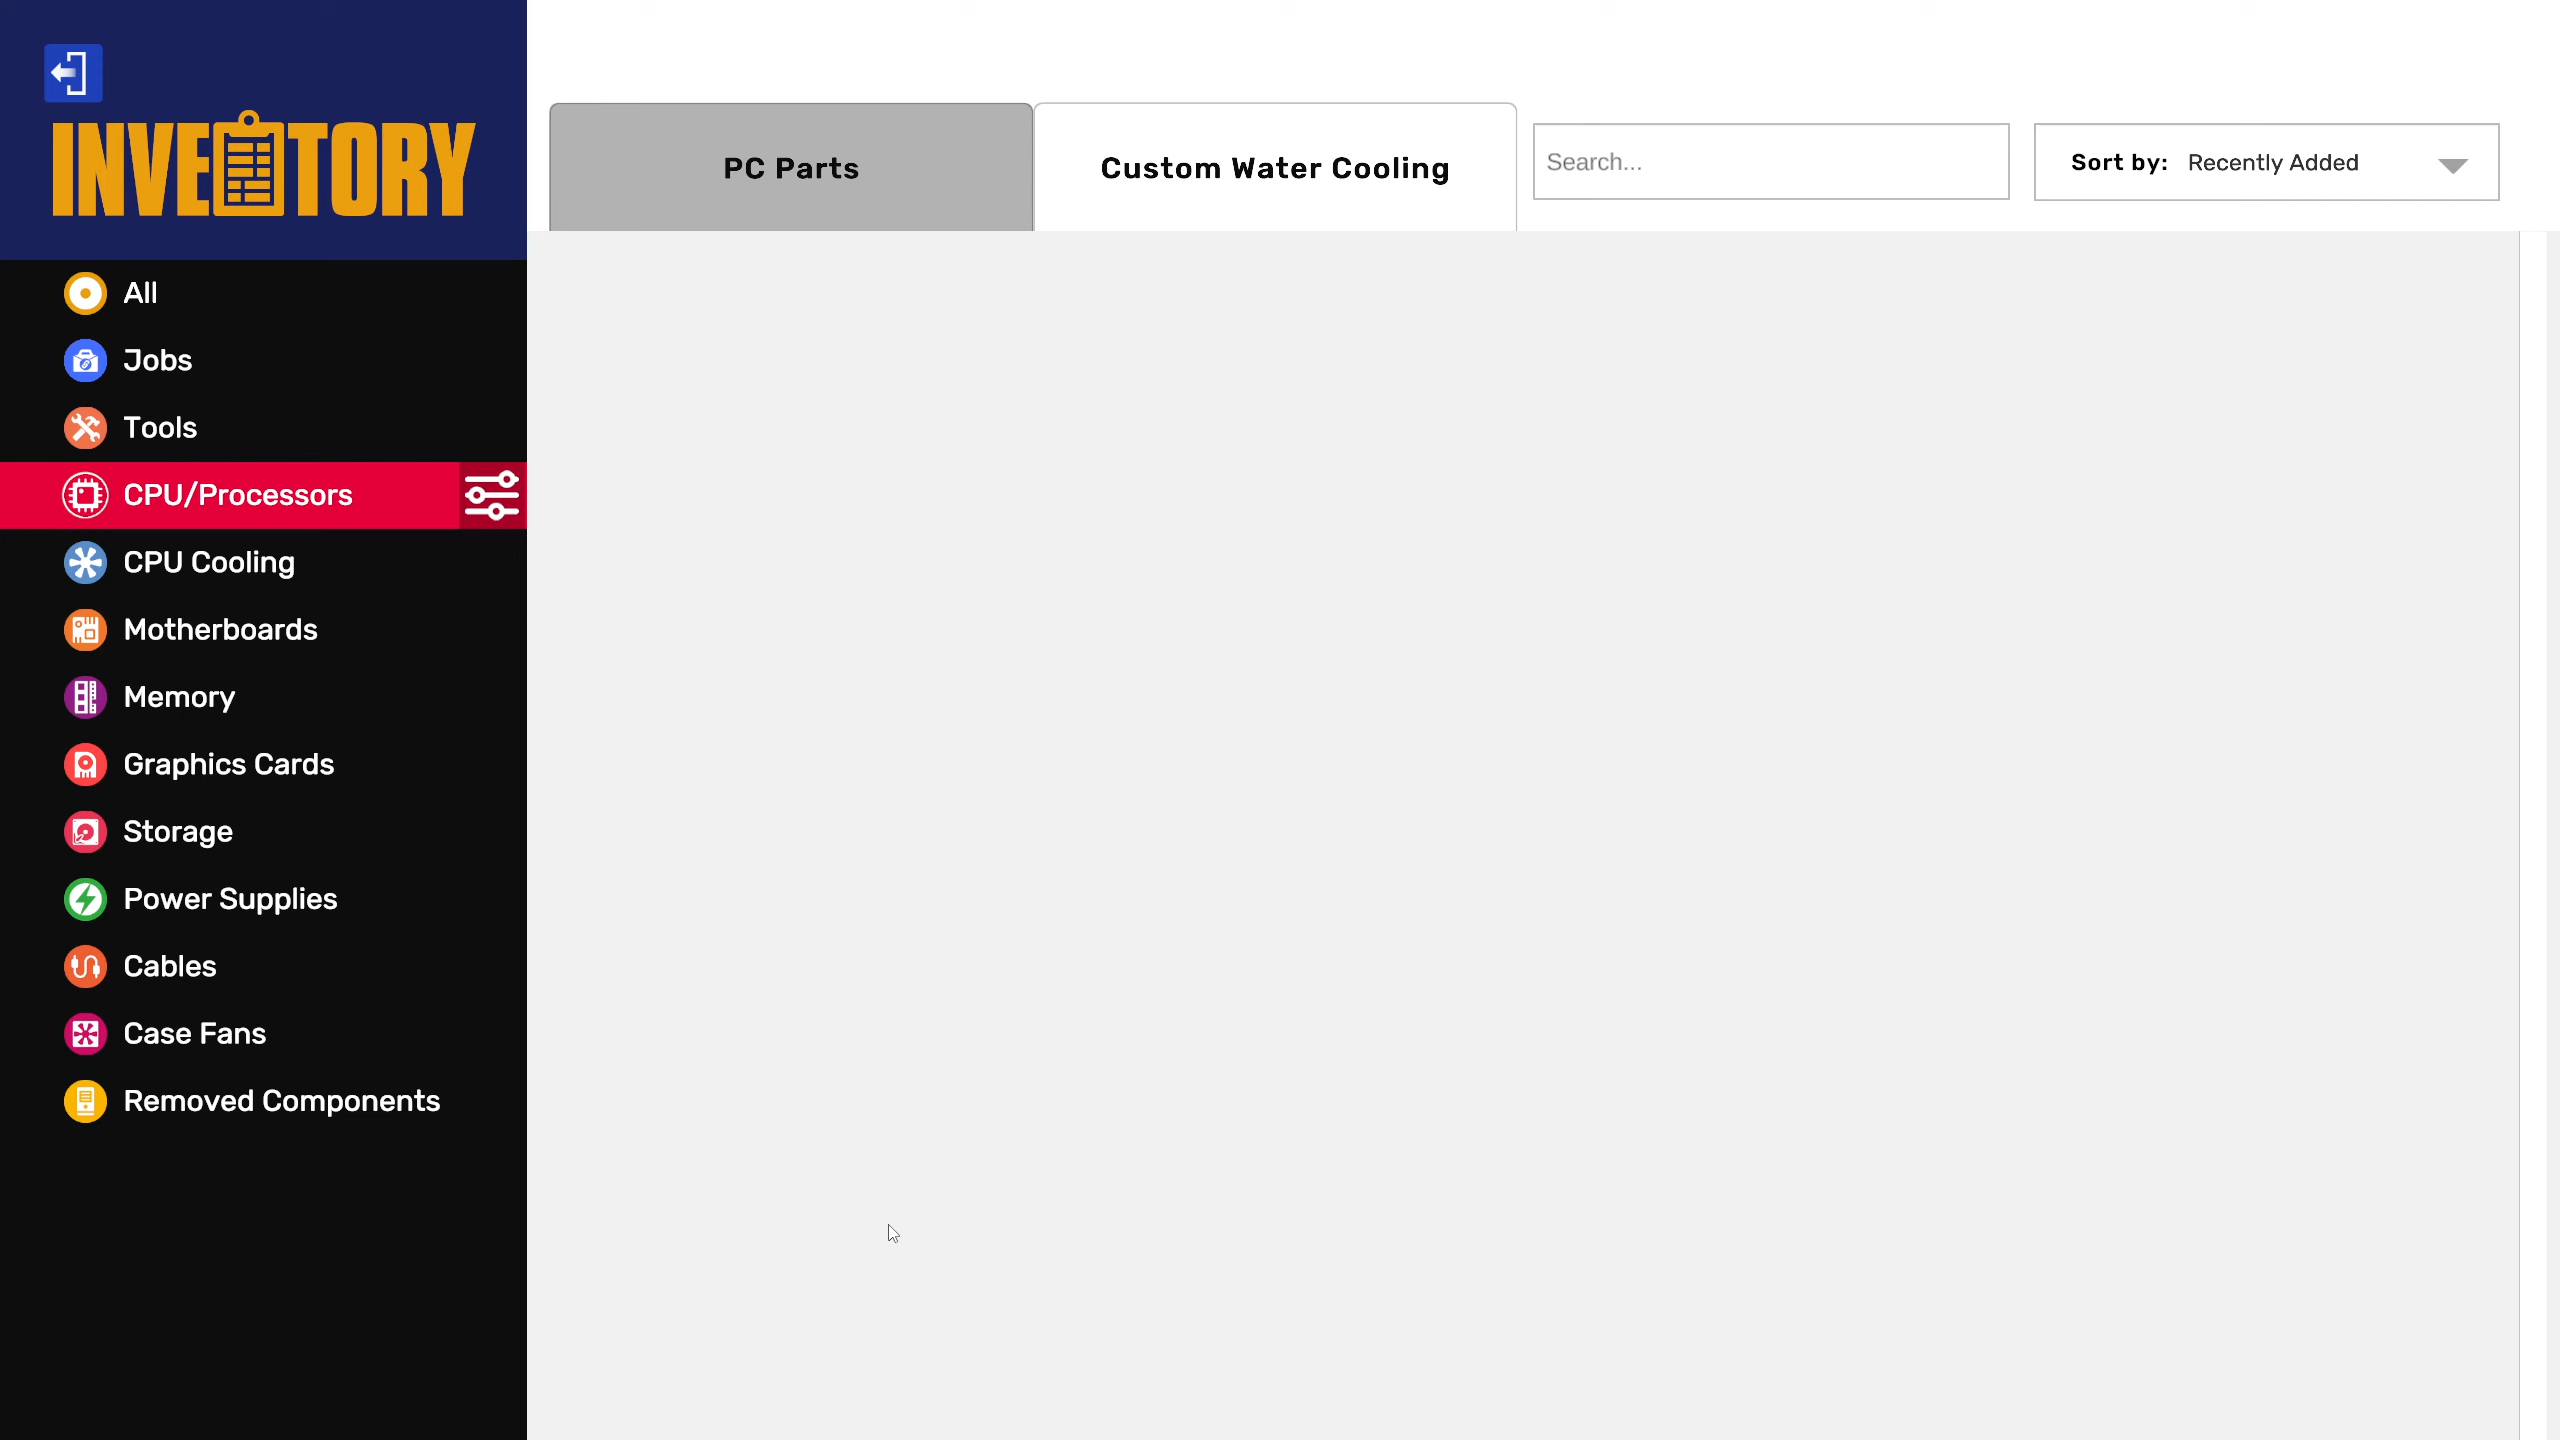 INVENTORY
PC Parts
Custom Water Cooling
Search...
Sort by: Recently Added
All
Jobs
Tools
CPU/Processors
CPU Cooling
Motherboards
Memory
Graphics Cards
Storage
Power Supplies
Cables
Case Fans
Removed Components